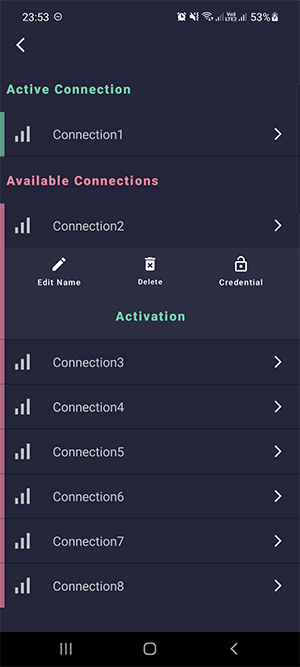 23:53 Vo) LTE2 53%
Active Connection
Connection1
Available Connections
Connection2
Edit Name Delete Credential
Activation
Connection3
Connection4
Connection5
Connection6
Connection7
Connection8